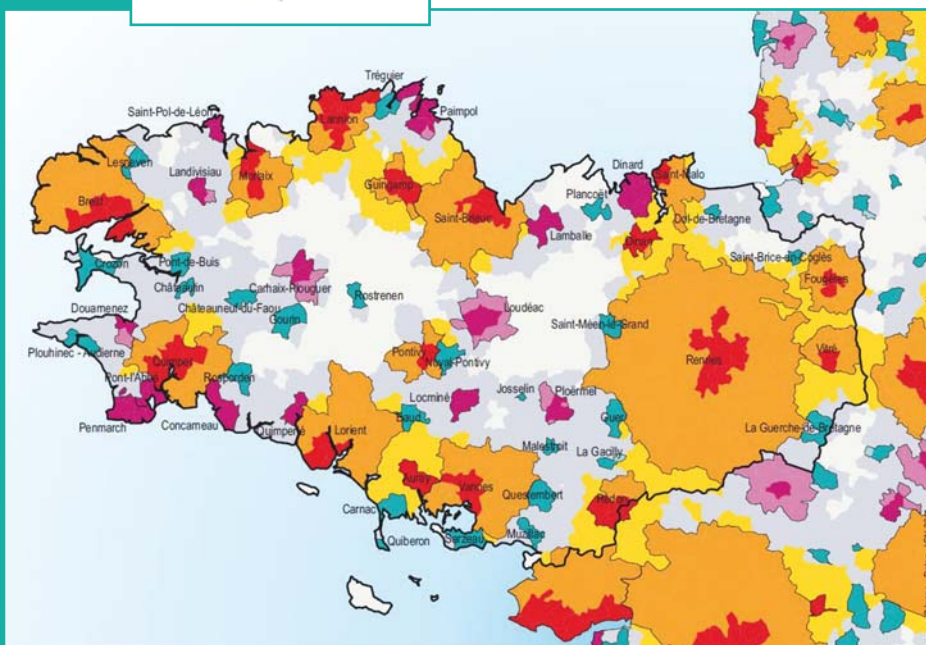 Tréguier
Saint-Pol-de-Léon
Lannion
Paimpol
Lesneven
Landivisiau
Morlaix
Guingamp
Dinard
Saint-Malo
Plancoët
Brest
Saint-Brieuc
Dol-de-Bretagne
Lamballe
Dinan
Crozon
Pont-de-Buis
Saint-Brice-en-Coglès
Fougères
Châteaulin
Carhaix-Plouguer
Rostrenen
Douarnenez
Châteauneuf-du-Faou
Loudéac
Gourin
Saint-Méen-le-Grand
Plouhinec - Audierne
Quimper
Pontivy
Noyal-Pontivy
Rennes
Vitré
Pont-l'Abbé
Rosporden
Josselin
Ploërmel
Locminé
Penmarch
Concarneau
Quimperlé
Lorient
Baud
Guer
La Guerche-de-Bretagne
Malestroit
La Gacilly
Auray
Vannes
Questembert
Redon
Carnac
Muzillac
Quiberon
Sarzeau